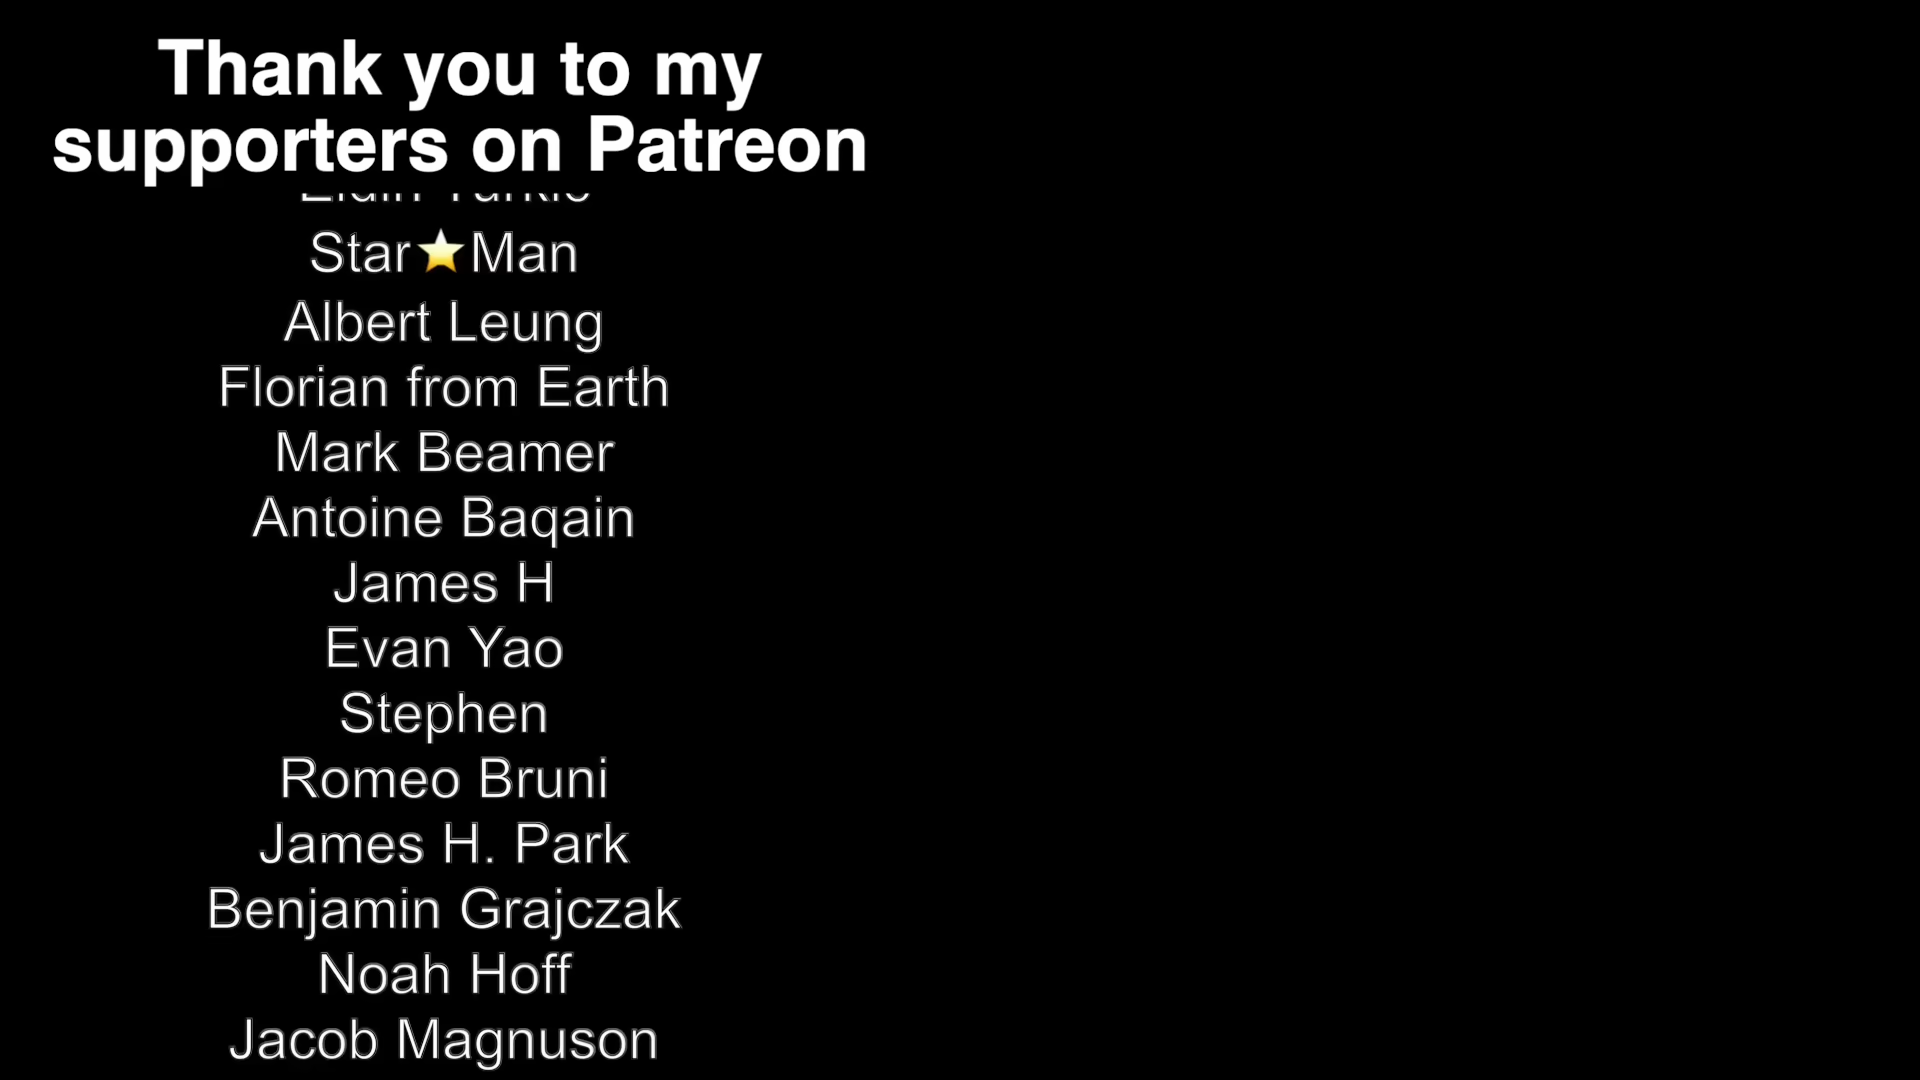 Thank you to my
supporters on Patreon
Star⭐Man
Albert Leung
Florian from Earth
Mark Beamer
Antoine Baqain
James H
Evan Yao
Stephen
Romeo Bruni
James H. Park
Benjamin Grajczak
Noah Hoff
Jacob Magnuson